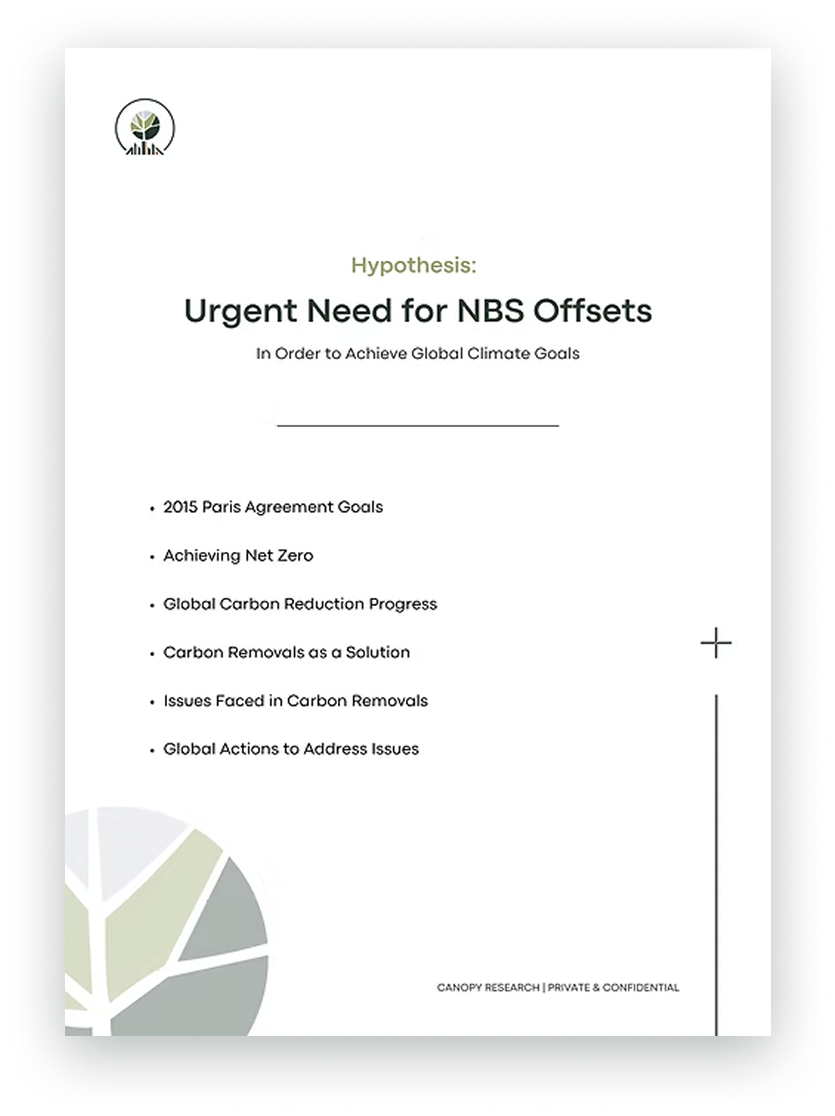 Hypothesis:
Urgent Need for NBS Offsets
In Order to Achieve Global Climate Goals
• 2015 Paris Agreement Goals
• Achieving Net Zero
• Global Carbon Reduction Progress
• Carbon Removals as a Solution
• Issues Faced in Carbon Removals
• Global Actions to Address Issues
CANOPY RESEARCH | PRIVATE & CONFIDENTIAL